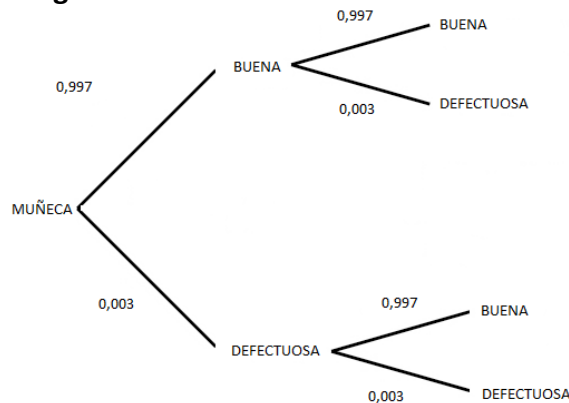 0,997
BUENA
BUENA
0,997
0,003
DEFECTUOSA
MUÑECA
0,003
0,997
BUENA
DEFECTUOSA
0,003
DEFECTUOSA